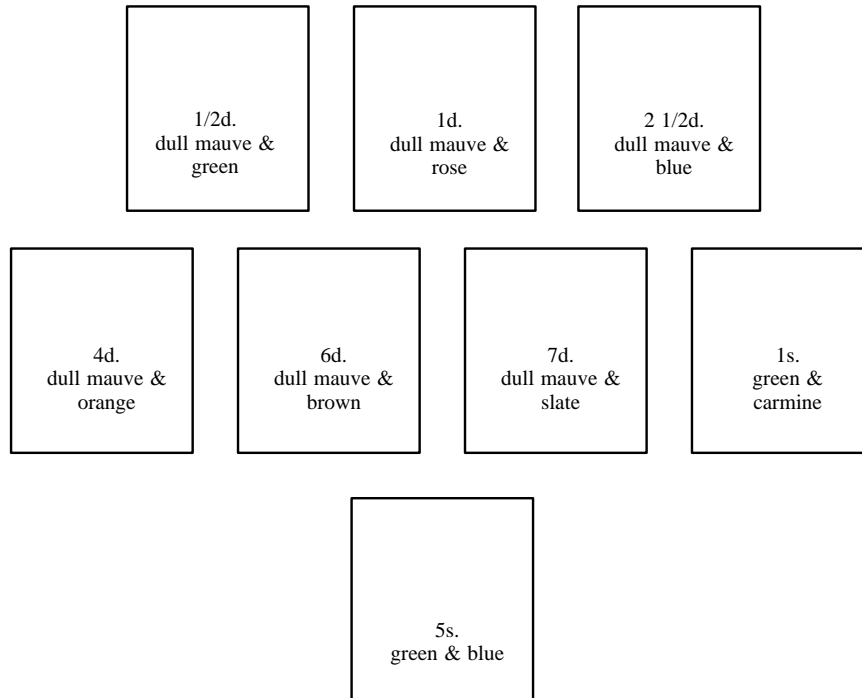 1/2d.
dull mauve &
green
1d.
dull mauve &
rose
2 1/2d.
dull mauve &
blue
4d.
dull mauve &
orange
6d.
dull mauve &
brown
7d.
dull mauve &
slate
1s.
green &
carmine
5s.
green & blue